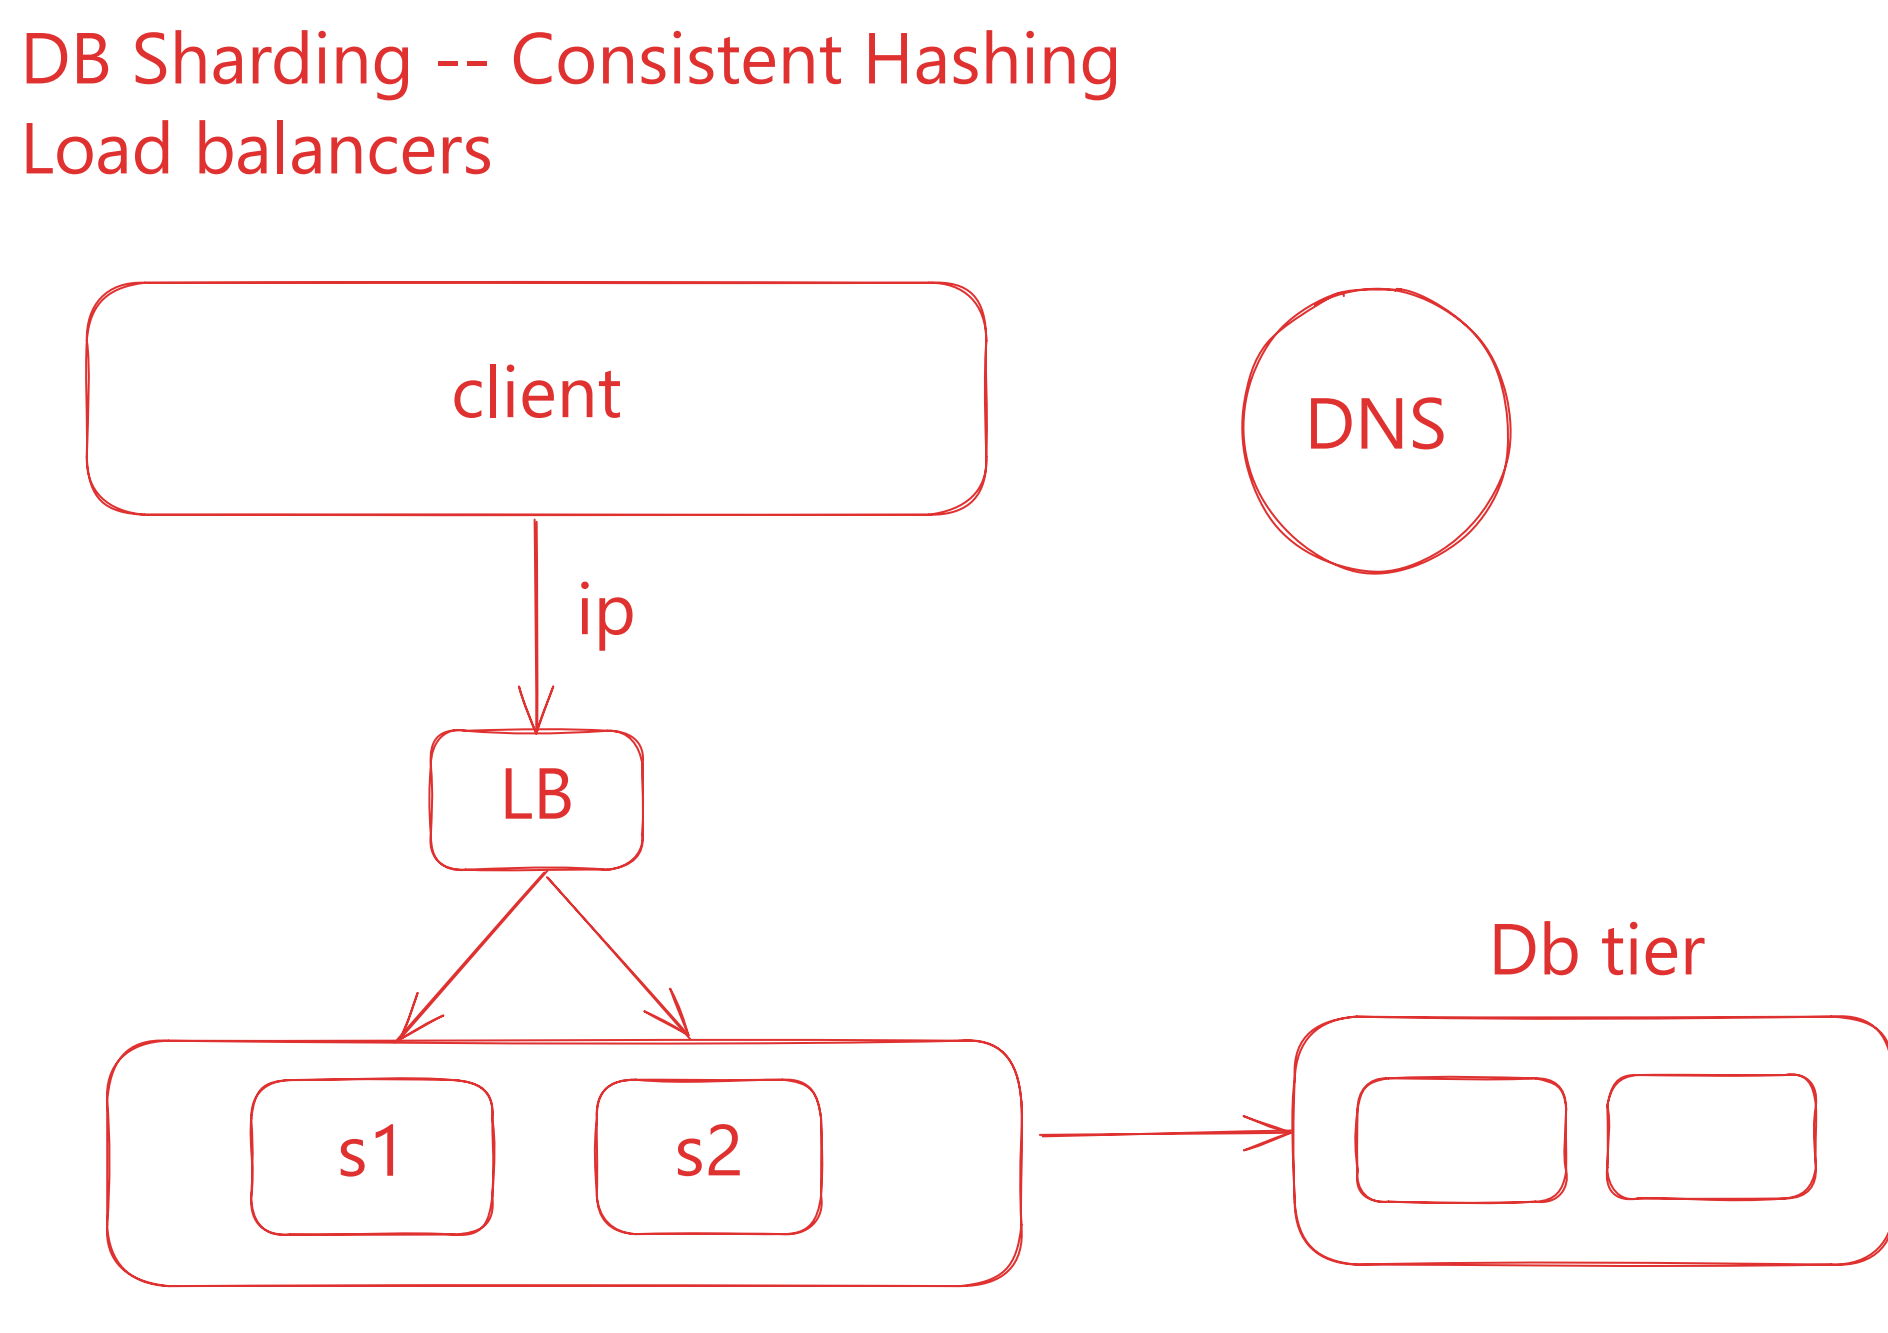 DB Sharding -- Consistent Hashing
Load balancers
client
DNS
ip
LB
Db tier
s1
s2